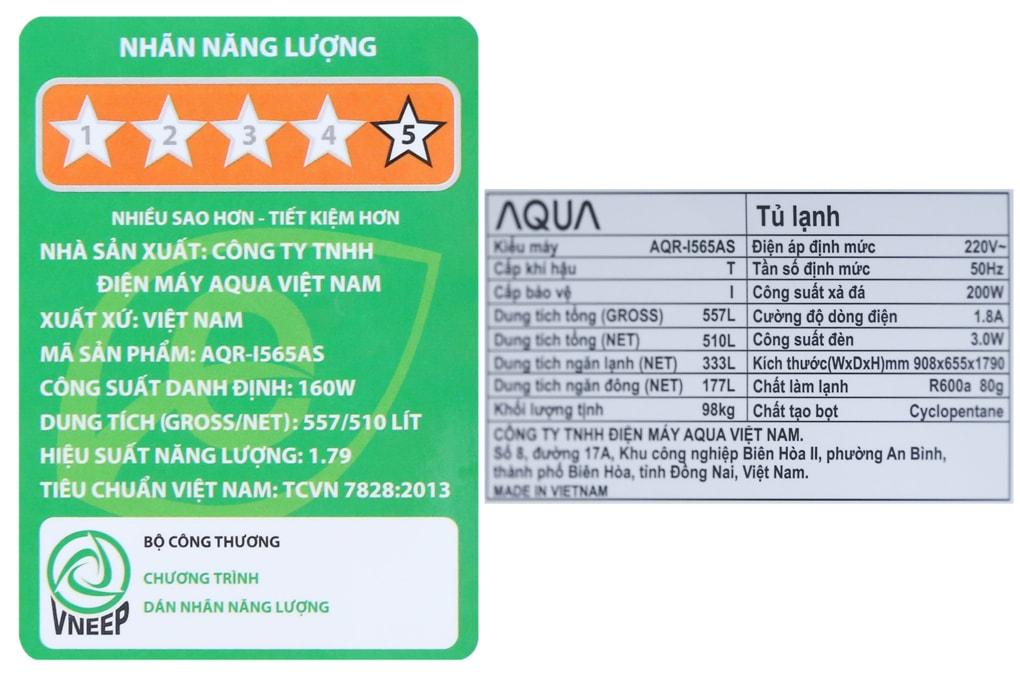 NHÃN NĂNG LƯỢNG
1 2 3 4 5
NHIỀU SAO HƠN - TIẾT KIỆM HƠN
NHÀ SẢN XUẤT: CÔNG TY TNHH
ĐIỆN MÁY AQUA VIỆT NAM
XUẤT XỨ: VIỆT NAM
MÃ SẢN PHẨM: AQR-I565AS
CÔNG SUẤT DANH ĐỊNH: 160W
DUNG TÍCH (GROSS/NET): 557/510 LÍT
HIỆU SUẤT NĂNG LƯỢNG: 1.79
TIÊU CHUẨN VIỆT NAM: TCVN 7828:2013
BỘ CÔNG THƯƠNG
CHƯƠNG TRÌNH
DÁN NHÃN NĂNG LƯỢNG
VNEEP
AQUA Tủ lạnh
Kiểu máy AQR-I565AS Điện áp định mức 220V~
Cấp khí hậu T Tần số định mức 50Hz
Cấp bảo vệ I Công suất xả đá 200W
Dung tích tổng (GROSS) 557L Cường độ dòng điện 1.8A
Dung tích tổng (NET) 510L Công suất đèn 3.0W
Dung tích ngăn lạnh (NET) 333L Kích thước(WxDxH)mm 908x655x1790
Dung tích ngăn đông (NET) 177L Chất làm lạnh R600a 80g
Khối lượng tịnh 98kg Chất tạo bọt Cyclopentane
CÔNG TY TNHH ĐIỆN MÁY AQUA VIỆT NAM.
Số 8, đường 17A, Khu công nghiệp Biên Hòa II, phường An Bình,
thành phố Biên Hòa, tỉnh Đồng Nai, Việt Nam.
MADE IN VIETNAM